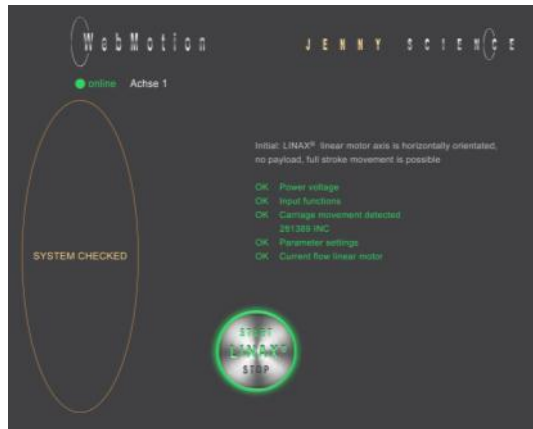 WebMotion
JENNY SCIENCE
online Achse 1
Initial: LINAX® linear motor axis is horizontally orientated,
no payload, full stroke movement is possible
OK Power voltage
OK Input functions
OK Carriage movement detected
261389 INC
OK Parameter settings
OK Current flow linear motor
SYSTEM CHECKED
START
LINAX®
STOP